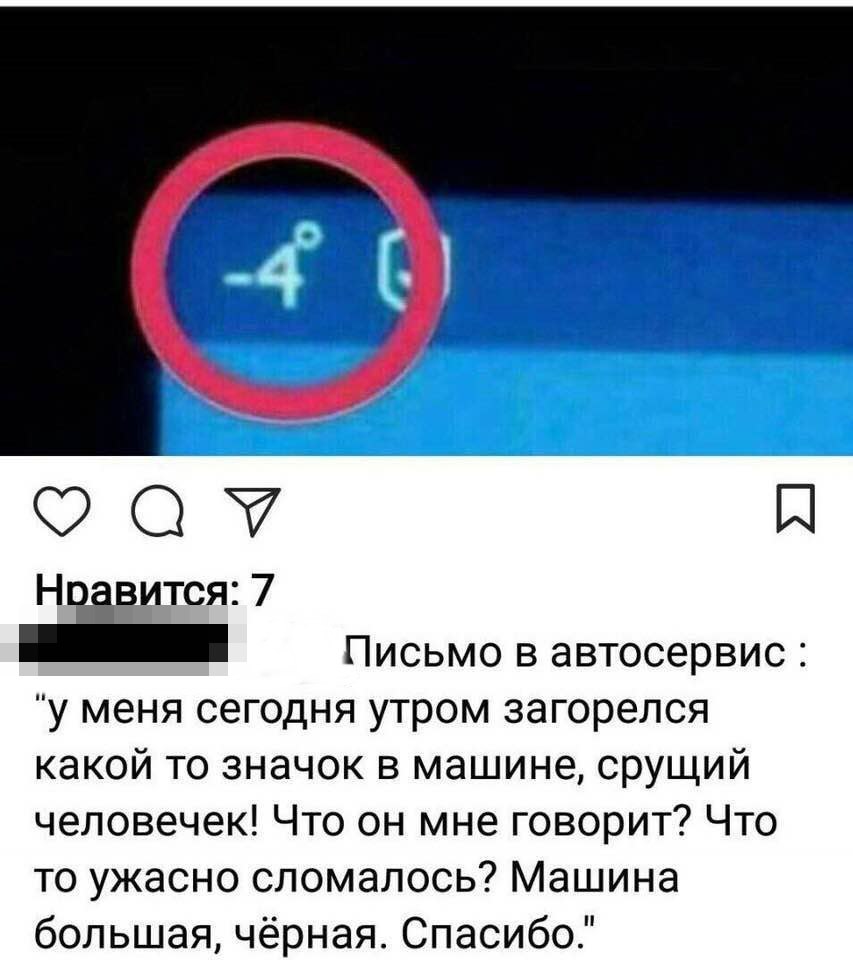 -4°
Нравится: 7
Письмо в автосервис :
"у меня сегодня утром загорелся
какой то значок в машине, срущий
человечек! Что он мне говорит? Что
то ужасно сломалось? Машина
большая, чёрная. Спасибо."